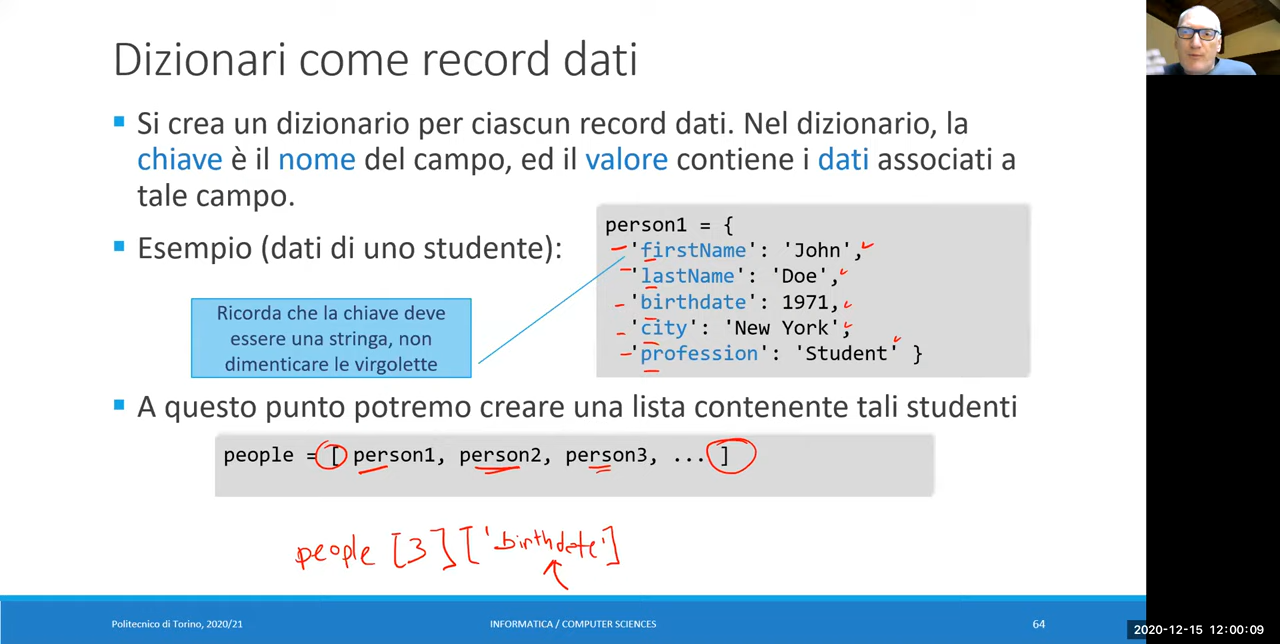 Dizionari come record dati
Si crea un dizionario per ciascun record dati. Nel dizionario, la
chiave è il nome del campo, ed il valore contiene i dati associati a
tale campo.
Esempio (dati di uno studente):
person1 = {
'firstName': 'John',
'lastName': 'Doe',
'birthdate': 1971,
'city': 'New York',
'profession': 'Student' }
Ricorda che la chiave deve
essere una stringa, non
dimenticare le virgolette
A questo punto potremo creare una lista contenente tali studenti
people = [ person1, person2, person3, ... ]
people [3]['birthdate']
Politecnico di Torino, 2020/21
INFORMATICA / COMPUTER SCIENCES
64
2020-12-15 12:00:09